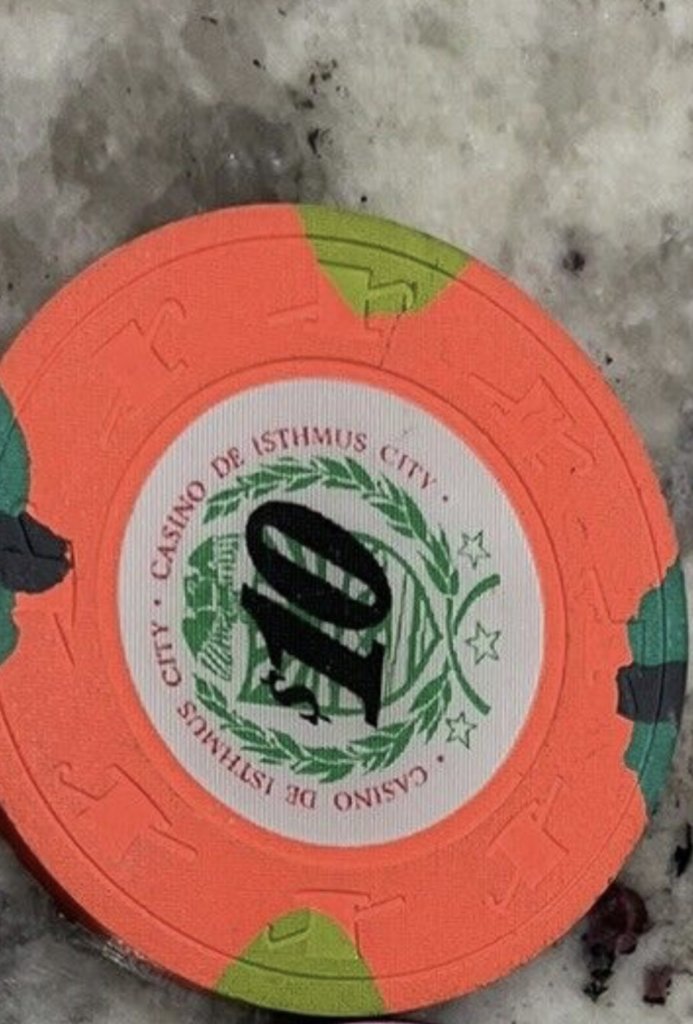 CASINO DE ISTHMUS CITY · CASINO DE ISTHMUS CITY ·
$10